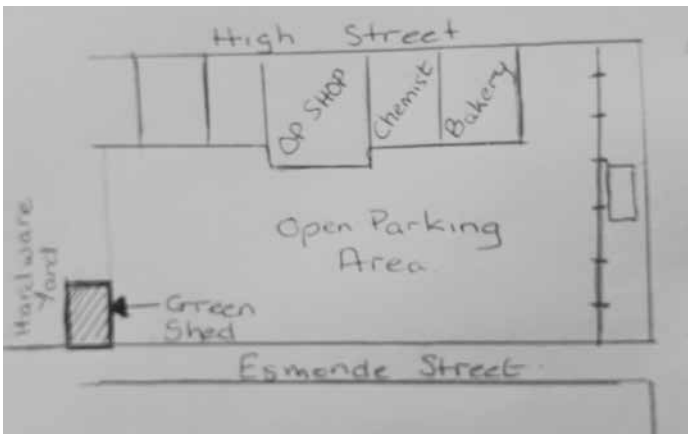 High Street
OP SHOP
Chemist
Bakery
Open Parking
Area
Hardware
Yard
Green
Shed
Esmonde Street